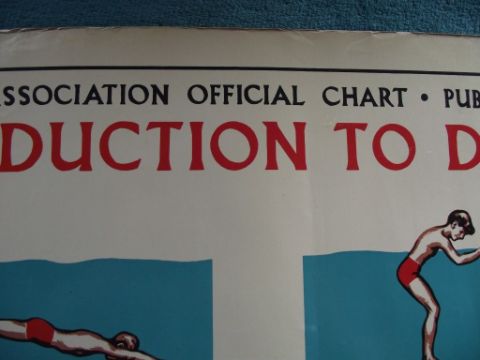 SSOCIATION OFFICIAL CHART • PUB
DUCTION TO D